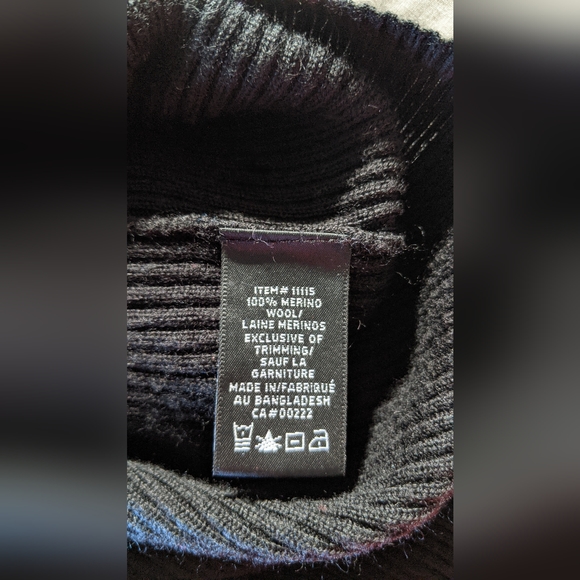 ITEM# 11115
100% MERINO
WOOL/
LAINE MERINOS
EXCLUSIVE OF
TRIMMING/
SAUF LA
GARNITURE
MADE IN/FABRIQUÉ
AU BANGLADESH
CA#00222